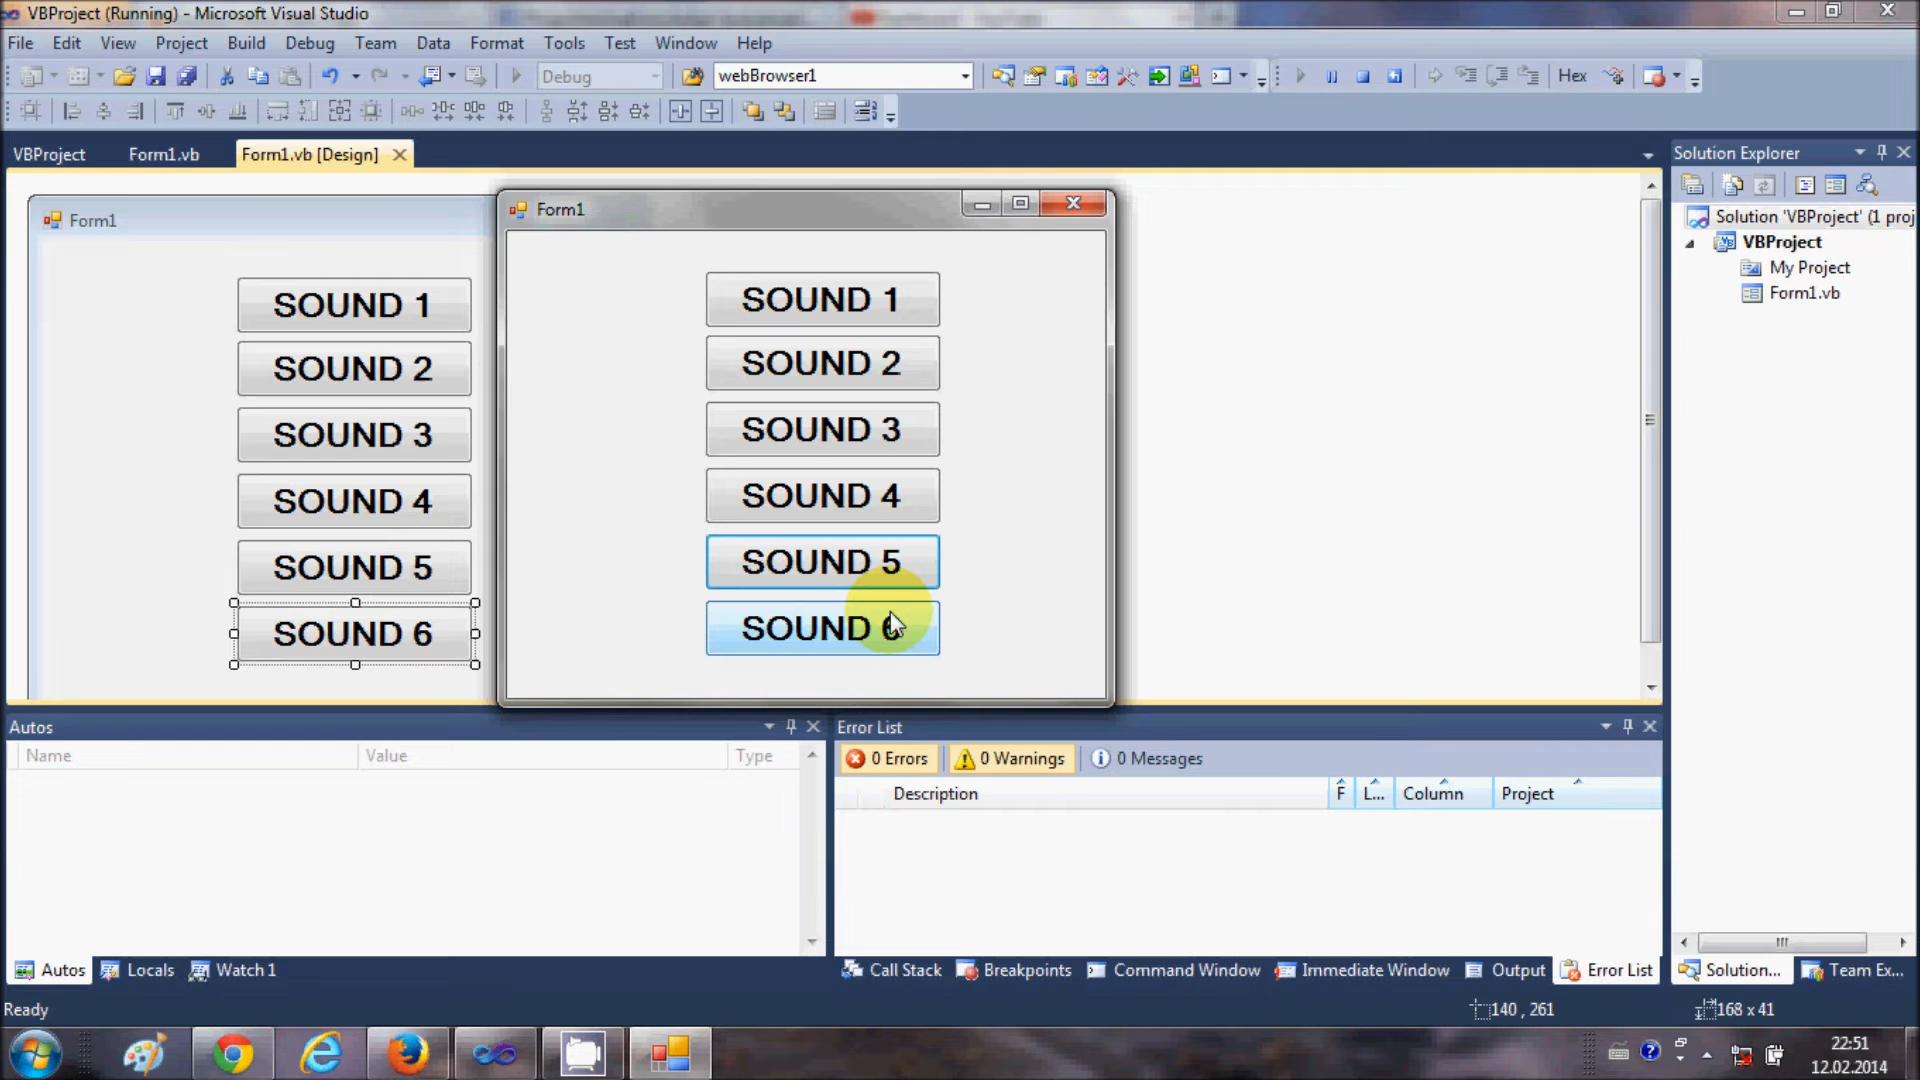 VBProject (Running) - Microsoft Visual Studio
File Edit View Project Build Debug Team Data Format Tools Test Window Help
Debug webBrowser1 Hex
VBProject Form1.vb Form1.vb [Design]
Form1
SOUND 1
SOUND 2
SOUND 3
SOUND 4
SOUND 5
SOUND 6
Form1
SOUND 1
SOUND 2
SOUND 3
SOUND 4
SOUND 5
SOUND 6
Solution Explorer
Solution 'VBProject' (1 proj
VBProject
My Project
Form1.vb
Autos
Name Value Type
Error List
0 Errors 0 Warnings 0 Messages
Description F L... Column Project
Autos Locals Watch 1
Call Stack Breakpoints Command Window Immediate Window Output Error List
Solution... Team Ex...
Ready 140 , 261 168 x 41
22:51
12.02.2014